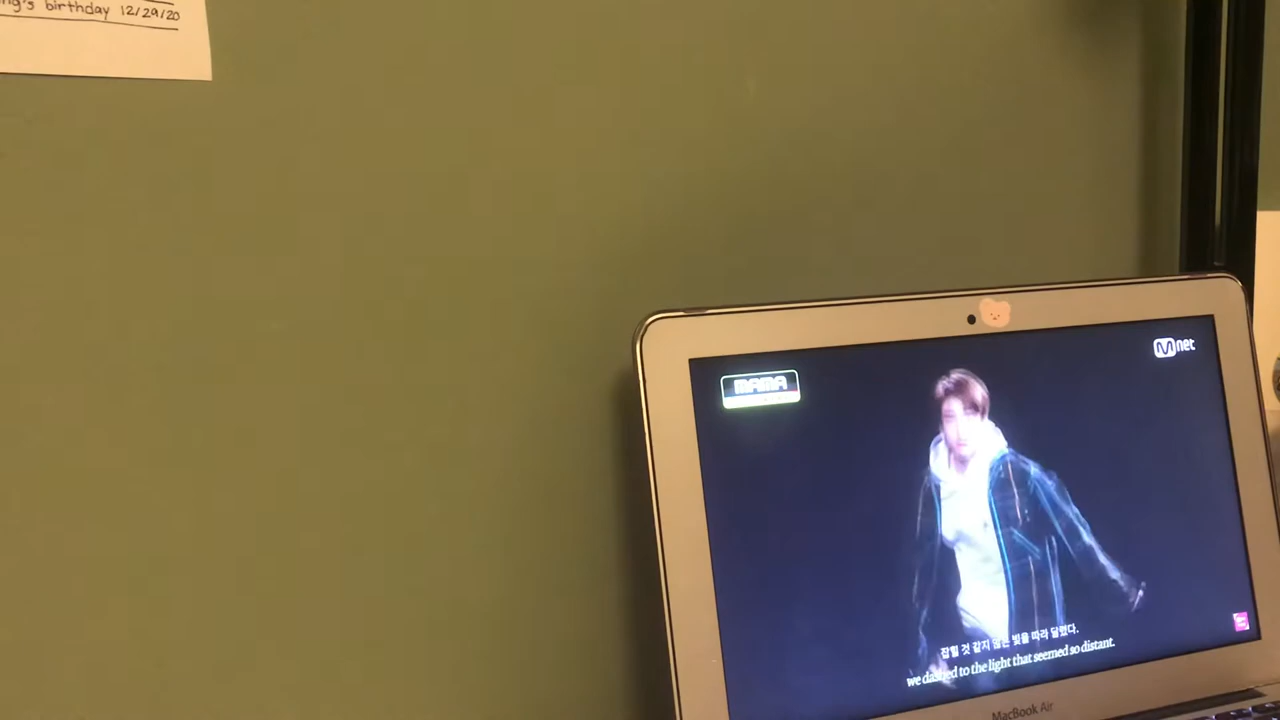 birthday 12/29/20
MAMA
Mnet
잡힐 것 같지 않은 빛을 따라 달렸다.
we dashed to the light that seemed so distant.
MacBook Air